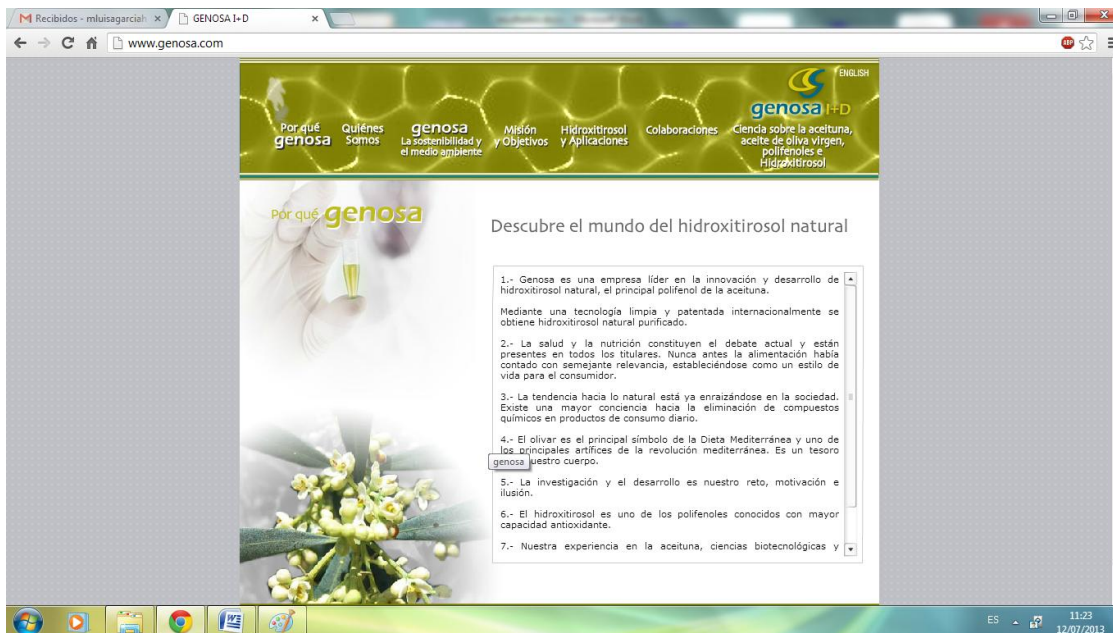 Recibidos - mluisagarciah
GENOSA I+D
www.genosa.com
ABP
ENGLISH
genosa I+D
Por qué genosa
Quiénes Somos
genosa
La sostenibilidad y el medio ambiente
Misión y Objetivos
Hidroxitirosol y Aplicaciones
Colaboraciones
Ciencia sobre la aceituna,
aceite de oliva virgen,
polifenoles e
Hidroxitirosol
Por qué genosa
Descubre el mundo del hidroxitirosol natural
1.- Genosa es una empresa líder en la innovación y desarrollo de
hidroxitirosol natural, el principal polifenol de la aceituna.
Mediante una tecnología limpia y patentada internacionalmente se
obtiene hidroxitirosol natural purificado.
2.- La salud y la nutrición constituyen el debate actual y están
presentes en todos los titulares. Nunca antes la alimentación había
contado con semejante relevancia, estableciéndose como un estilo de
vida para el consumidor.
3.- La tendencia hacia lo natural está ya enraizándose en la sociedad.
Existe una mayor conciencia hacia la eliminación de compuestos
químicos en productos de consumo diario.
4.- El olivar es el principal símbolo de la Dieta Mediterránea y uno de
los principales artífices de la revolución mediterránea. Es un tesoro
genosa
uestro cuerpo.
5.- La investigación y el desarrollo es nuestro reto, motivación e
ilusión.
6.- El hidroxitirosol es uno de los polifenoles conocidos con mayor
capacidad antioxidante.
7.- Nuestra experiencia en la aceituna, ciencias biotecnológicas y
ES
11:23
12/07/2013